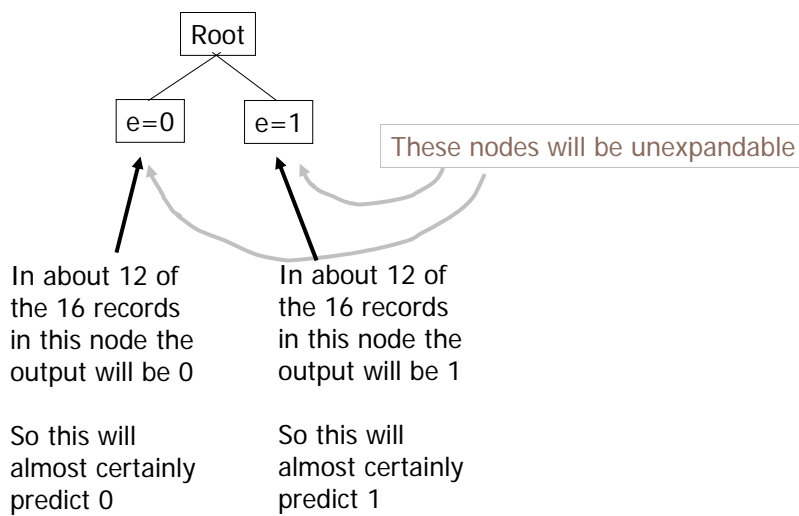 Root
e=0
e=1
These nodes will be unexpandable
In about 12 of
the 16 records
in this node the
output will be 0
So this will
almost certainly
predict 0
In about 12 of
the 16 records
in this node the
output will be 1
So this will
almost certainly
predict 1